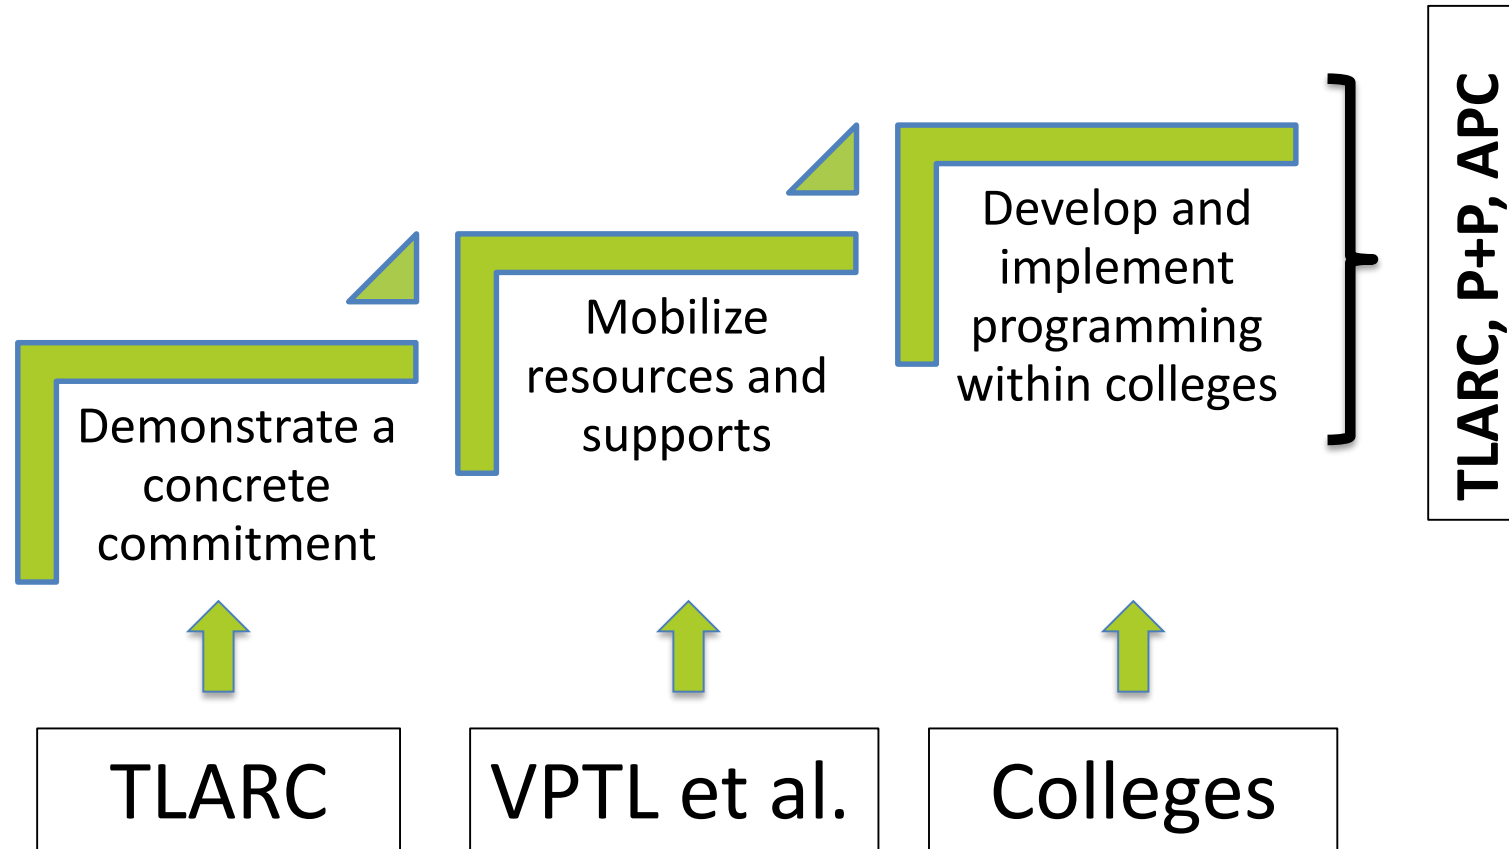 Demonstrate a
concrete
commitment
Mobilize
resources and
supports
Develop and
implement
programming
within colleges
TLARC, P+P, APC
TLARC
VPTL et al.
Colleges